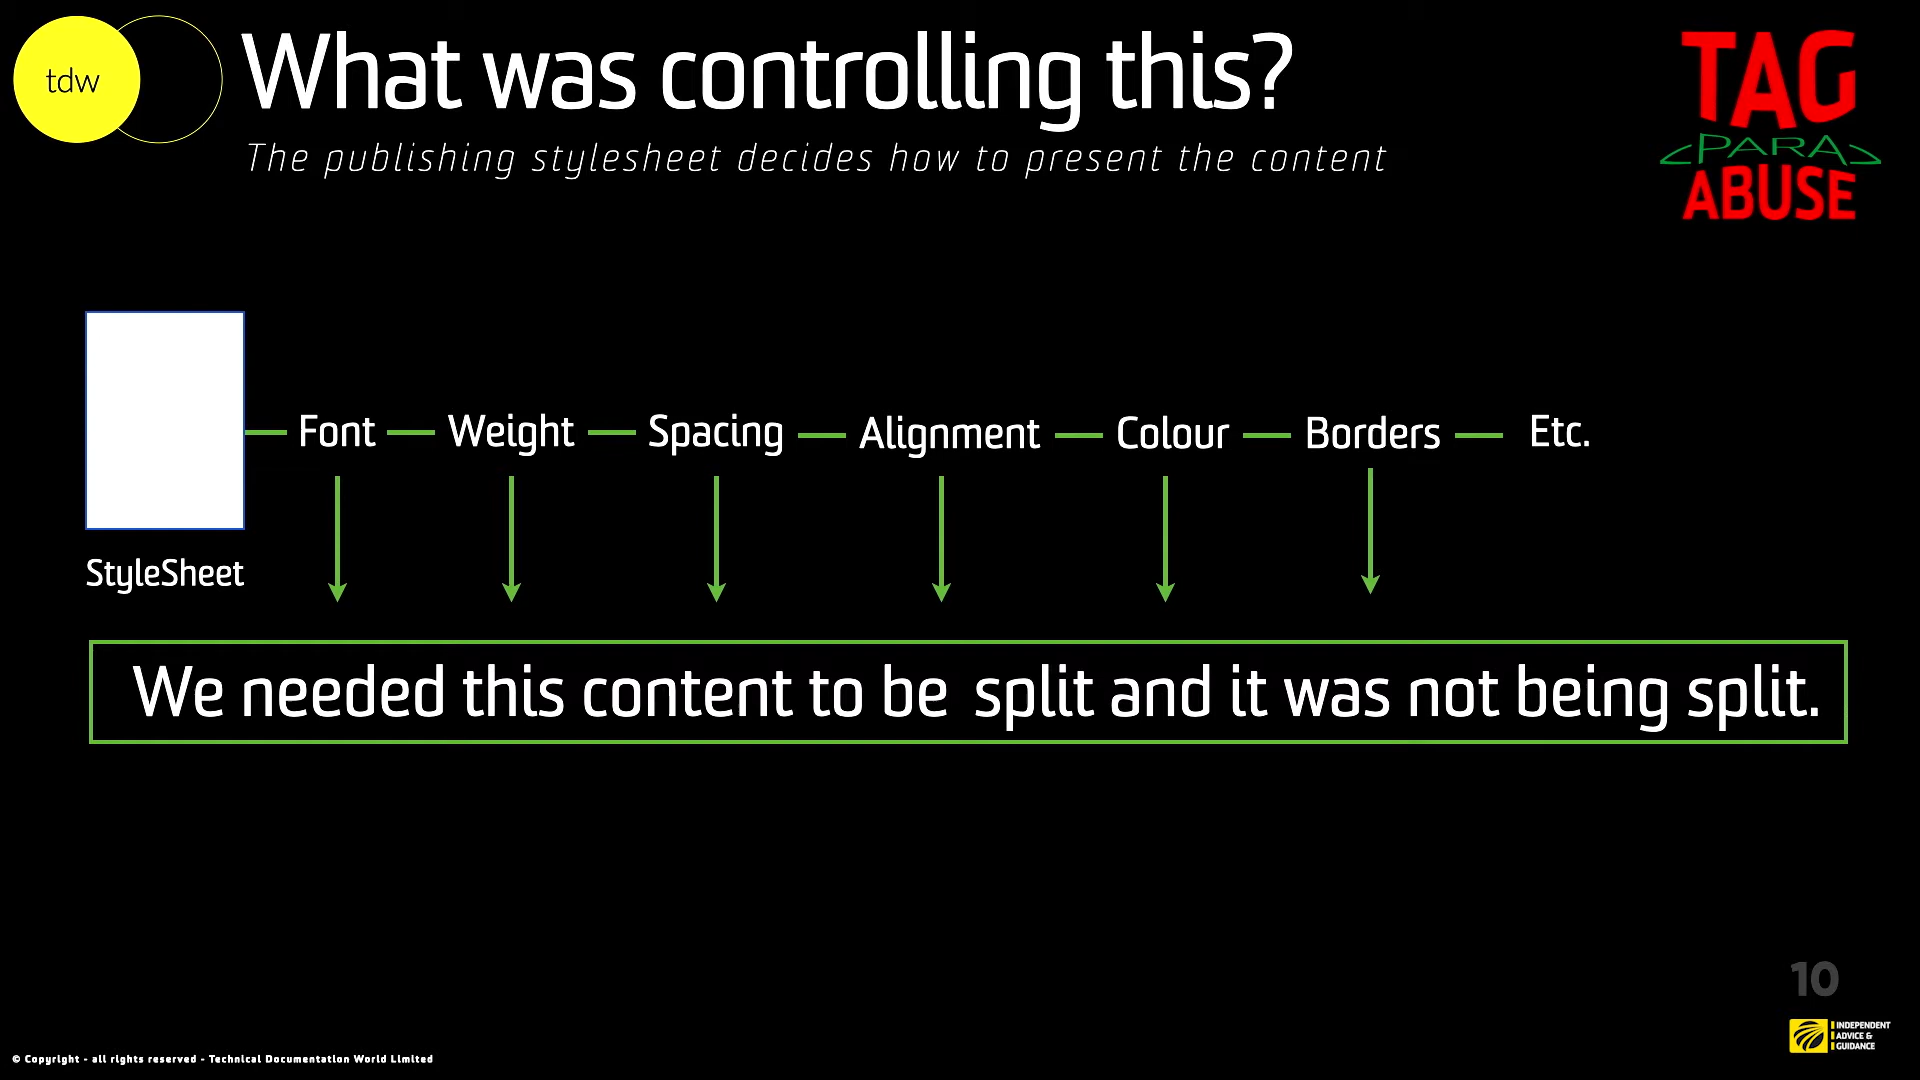 tdw
What was controlling this?
The publishing stylesheet decides how to present the content
TAG
<PARA>
ABUSE
Font Weight Spacing Alignment Colour Borders Etc.
StyleSheet
We needed this content to be split and it was not being split.
10
INDEPENDENT
ADVICE &
GUIDANCE
© Copyright - all rights reserved - Technical Documentation World Limited